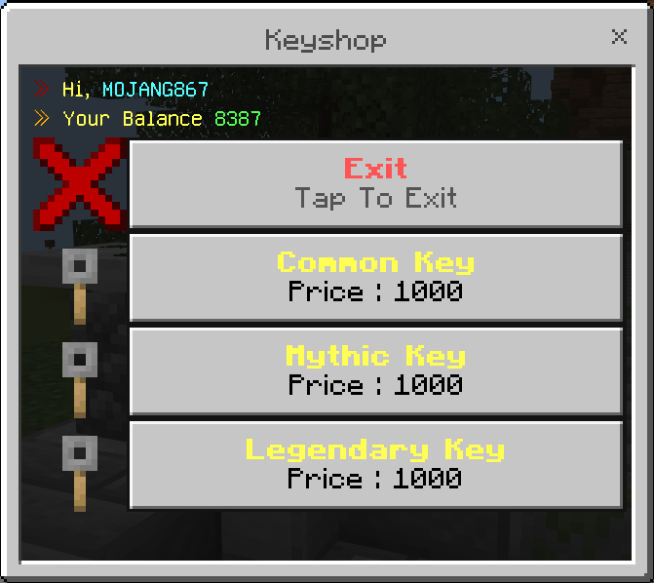 Keyshop
» Hi, MOJANG867
» Your Balance 8387
Exit
Tap To Exit
Common Key
Price : 1000
Mythic Key
Price : 1000
Legendary Key
Price : 1000